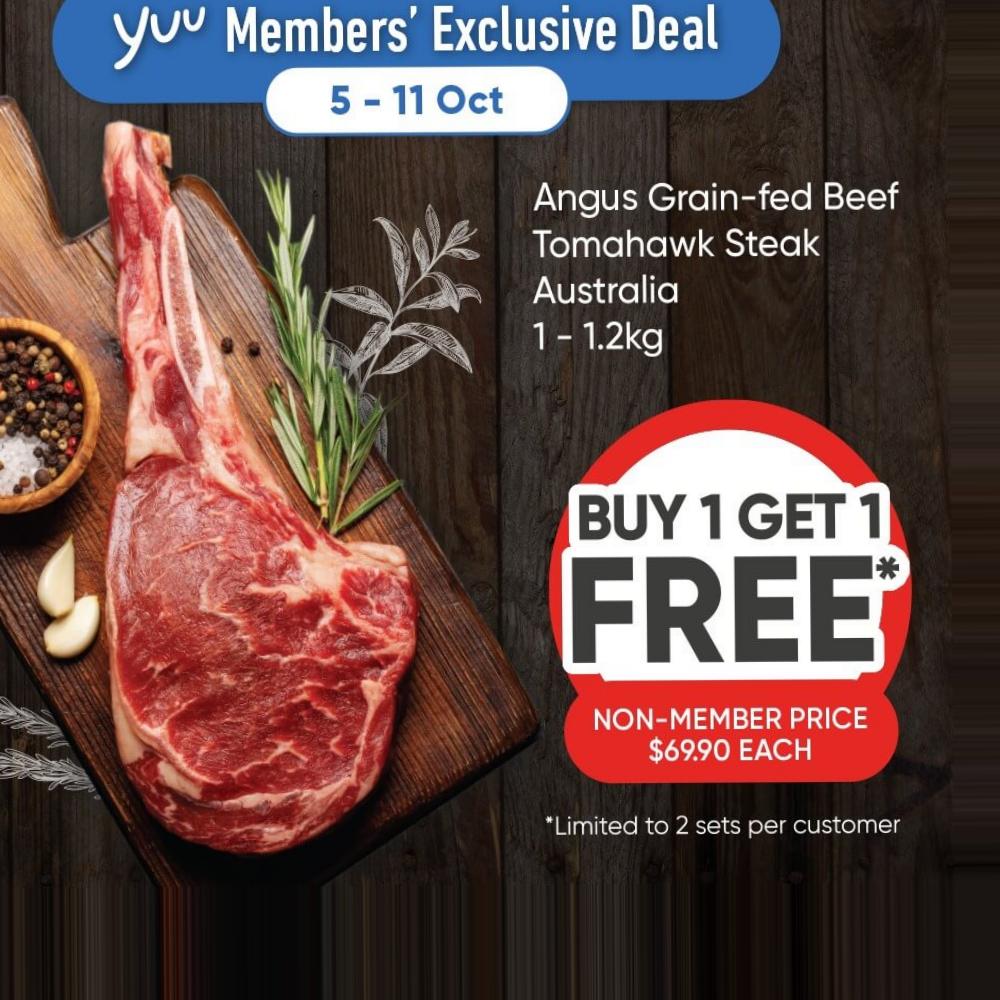 yuu Members' Exclusive Deal
5 - 11 Oct
Angus Grain-fed Beef
Tomahawk Steak
Australia
1 - 1.2kg
BUY 1 GET 1
FREE*
NON-MEMBER PRICE
$69.90 EACH
*Limited to 2 sets per customer